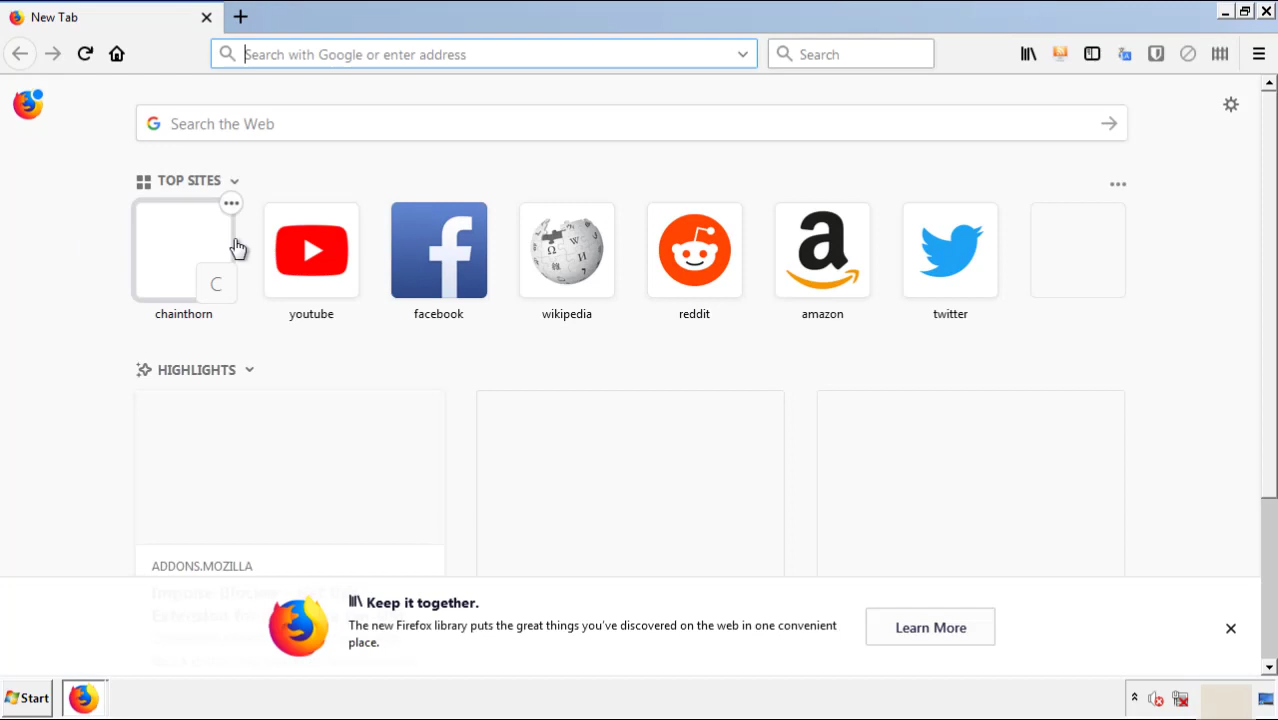 New Tab
Search with Google or enter address
Search
Search the Web
TOP SITES
C
chainthorn
youtube
facebook
wikipedia
reddit
amazon
twitter
HIGHLIGHTS
ADDONS.MOZILLA
Keep it together.
The new Firefox library puts the great things you've discovered on the web in one convenient
place.
Learn More
Start